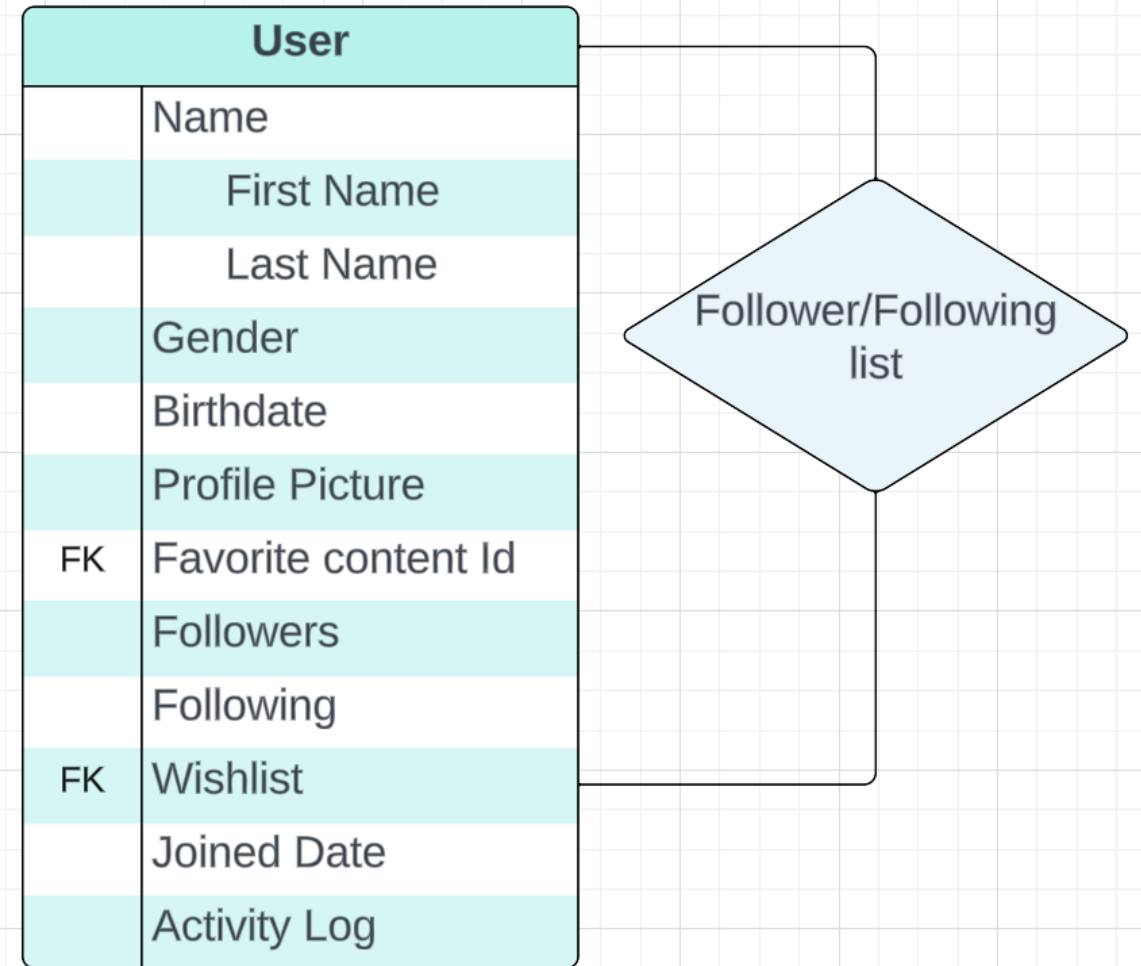 User
Name
First Name
Last Name
Gender
Birthdate
Profile Picture
FK Favorite content Id
Followers
Following
FK Wishlist
Joined Date
Activity Log
Follower/Following
list